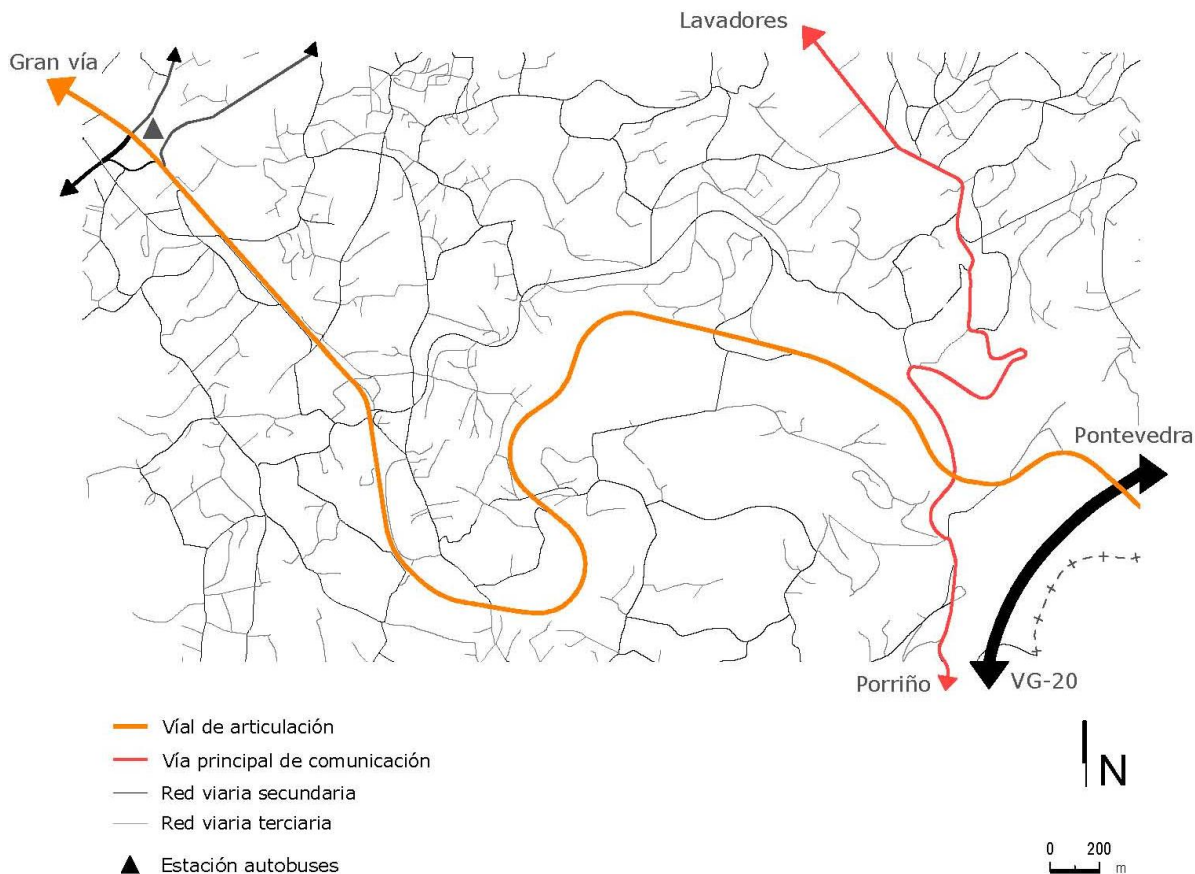 Lavadores
Gran vía
Pontevedra
Porriño
VG-20
Víal de articulación
Vía principal de comunicación
Red viaria secundaria
Red viaria terciaria
Estación autobuses
N
0 200
m